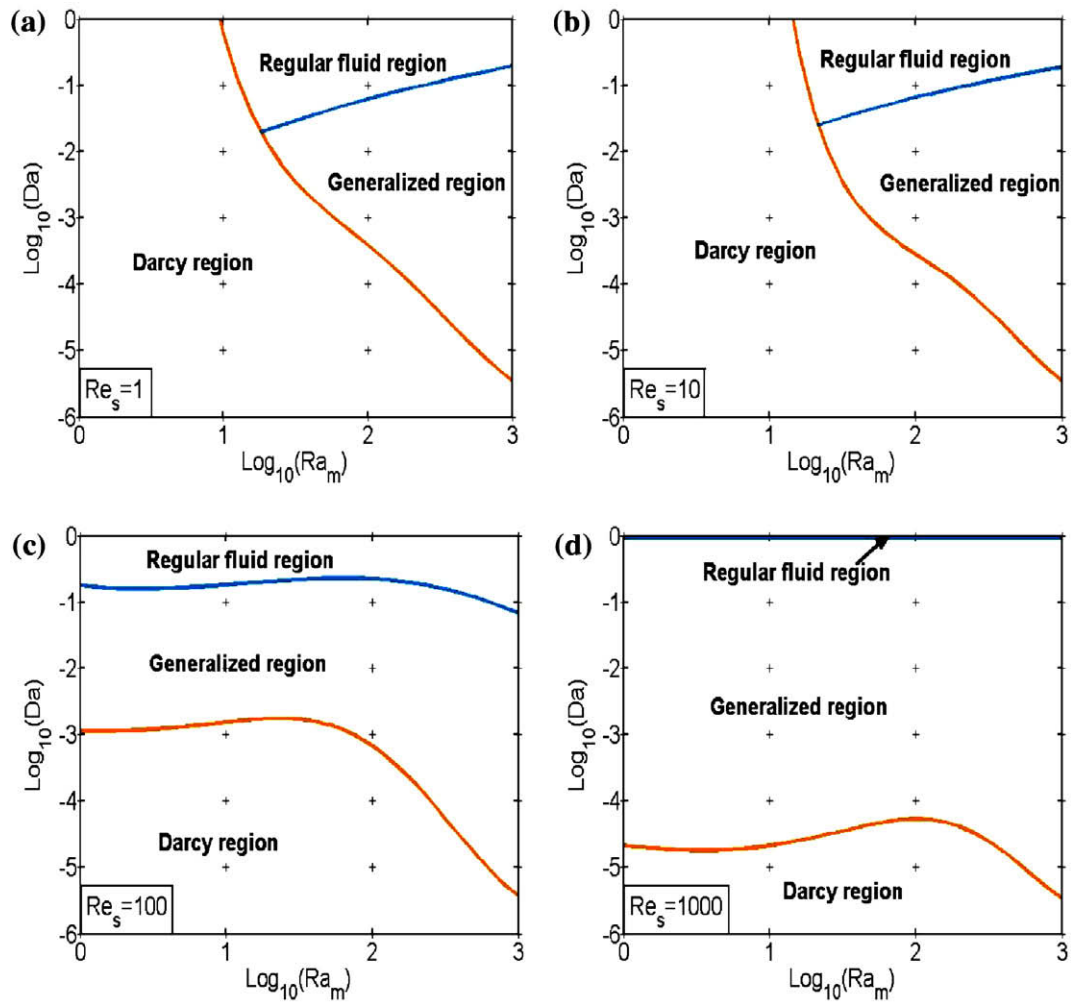 (a)
0
-1
-2
-3
-4
-5
-6
Log10(Da)
Regular fluid region
Generalized region
Darcy region
Res=1
0
1
2
3
Log10(Ram)
(b)
0
-1
-2
-3
-4
-5
-6
Log10(Da)
Regular fluid region
Generalized region
Darcy region
Res=10
0
1
2
3
Log10(Ram)
(c)
0
-1
-2
-3
-4
-5
-6
Log10(Da)
Regular fluid region
Generalized region
Darcy region
Res=100
0
1
2
3
Log10(Ram)
(d)
0
-1
-2
-3
-4
-5
-6
Log10(Da)
Regular fluid region
Generalized region
Darcy region
Res=1000
0
1
2
3
Log10(Ram)